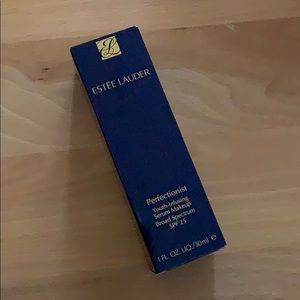 ESTĒE LAUDER
Perfectionist
Youth-Infusing
Serum Makeup
Broad Spectrum
SPF 25
1 FL. OZ. LIQ./30ml ℮